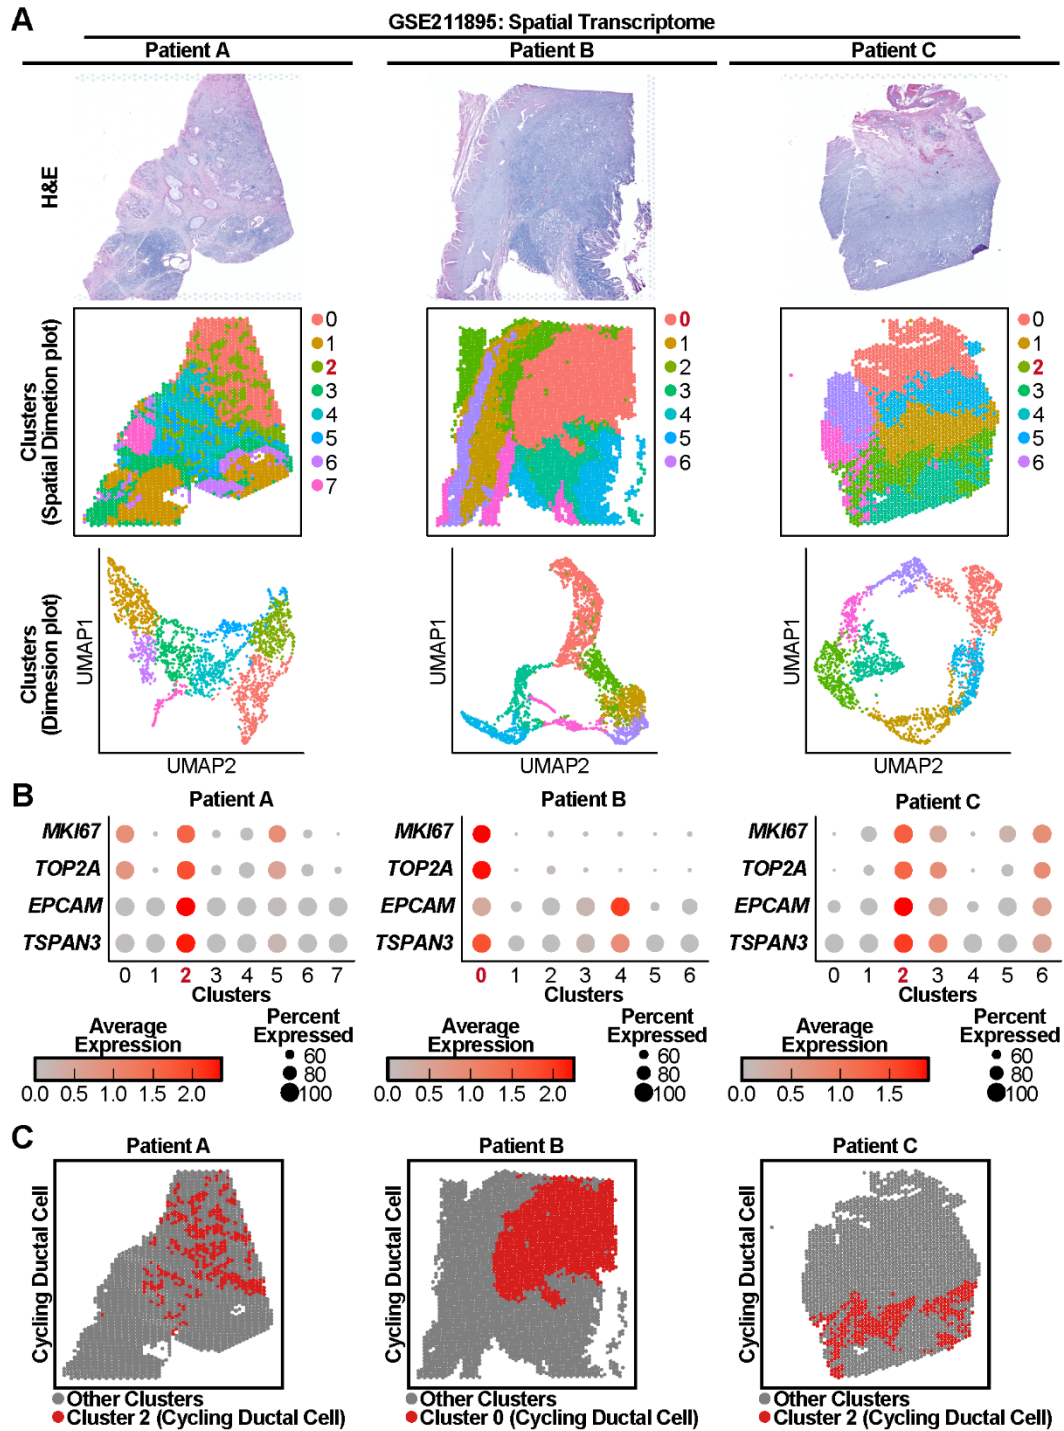 A
GSE211895: Spatial Transcriptome
Patient A
Patient B
Patient C
H&E
Clusters
(Spatial Dimetion plot)
0
1
2
3
4
5
6
7
0
1
2
3
4
5
6
0
1
2
3
4
5
6
Clusters
(Dimesion plot)
UMAP1
UMAP2
UMAP1
UMAP2
UMAP1
UMAP2
B
Patient A
MKI67
TOP2A
EPCAM
TSPAN3
0 1 2 3 4 5 6 7
Clusters
Average
Expression
0.0 0.5 1.0 1.5
Percent
Expressed
60
80
100
Patient B
MKI67
TOP2A
EPCAM
TSPAN3
0 1 2 3 4 5 6
Clusters
Average
Expression
0.0 0.5 1.0 1.5 2.0
Percent
Expressed
60
80
100
Patient C
MKI67
TOP2A
EPCAM
TSPAN3
0 1 2 3 4 5 6
Clusters
Average
Expression
0.0 0.5 1.0 1.5
Percent
Expressed
60
80
100
C
Patient A
Cycling Ductal Cell
Other Clusters
Cluster 2 (Cycling Ductal Cell)
Patient B
Cycling Ductal Cell
Other Clusters
Cluster 0 (Cycling Ductal Cell)
Patient C
Cycling Ductal Cell
Other Clusters
Cluster 2 (Cycling Ductal Cell)